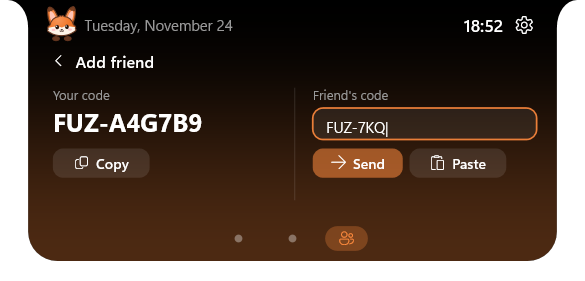 Tuesday, November 24
18:52
Add friend
Your code
FUZ-A4G7B9
Copy
Friend's code
FUZ-7KQ
Send
Paste